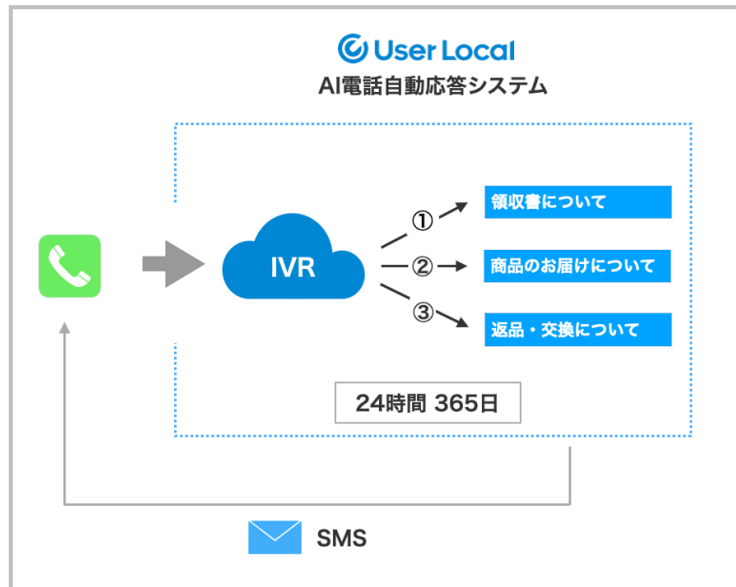 User Local
AI電話自動応答システム
IVR
①
領収書について
②
商品のお届けについて
③
返品・交換について
24時間 365日
SMS